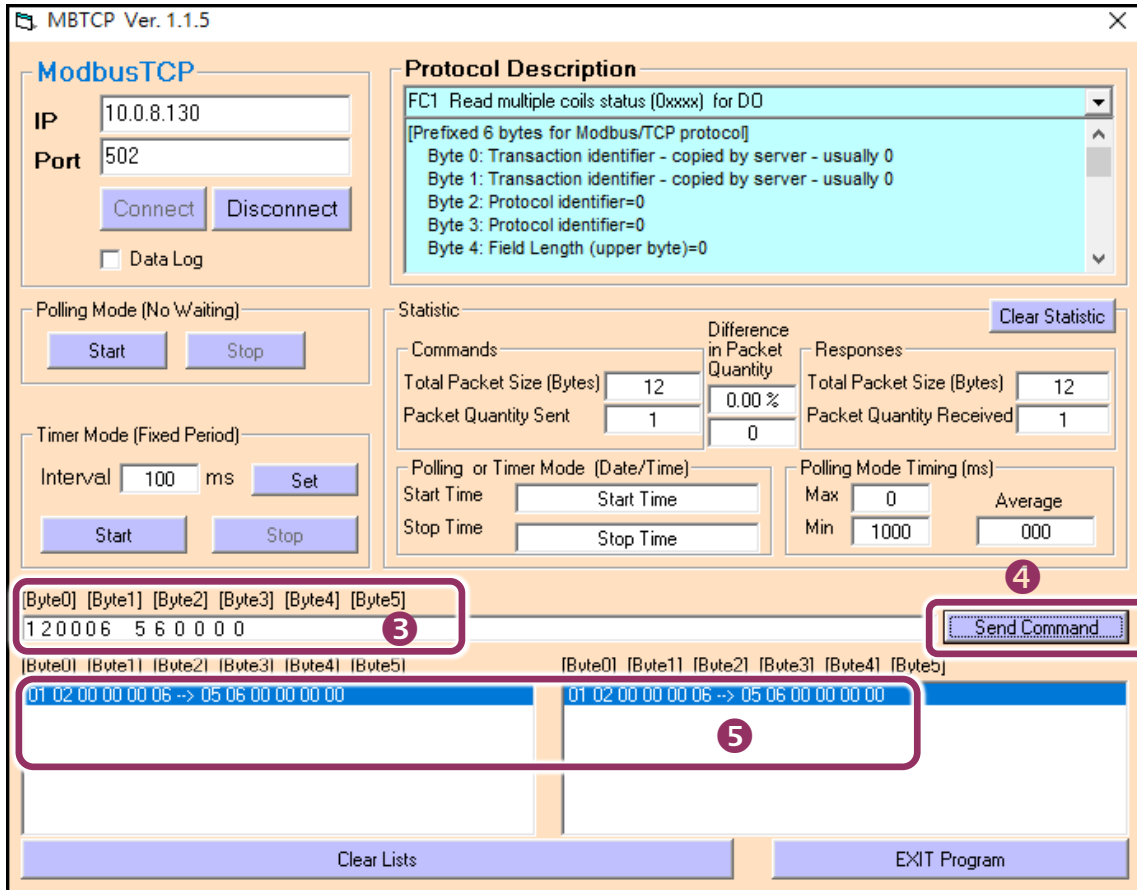 MBTCP Ver. 1.1.5
ModbusTCP
IP 10.0.8.130
Port 502
Connect Disconnect
Data Log
Protocol Description
FC1 Read multiple coils status (0xxxx) for DO
[Prefixed 6 bytes for Modbus/TCP protocol]
Byte 0: Transaction identifier - copied by server - usually 0
Byte 1: Transaction identifier - copied by server - usually 0
Byte 2: Protocol identifier=0
Byte 3: Protocol identifier=0
Byte 4: Field Length (upper byte)=0
Polling Mode (No Waiting)
Start Stop
Timer Mode (Fixed Period)
Interval 100 ms Set
Start Stop
Statistic
Clear Statistic
Commands
Total Packet Size (Bytes) 12
Packet Quantity Sent 1
Difference
in Packet
Quantity
0.00 %
0
Responses
Total Packet Size (Bytes) 12
Packet Quantity Received 1
Polling or Timer Mode (Date/Time)
Start Time Start Time
Stop Time Stop Time
Polling Mode Timing (ms)
Max 0
Min 1000
Average
000
4
[Byte0] [Byte1] [Byte2] [Byte3] [Byte4] [Byte5]
1 2 0 0 0 6 5 6 0 0 0 0
3
Send Command
[Byte0] [Byte1] [Byte2] [Byte3] [Byte4] [Byte5]
01 02 00 00 00 06 --> 05 06 00 00 00 00
[Byte0] [Byte1] [Byte2] [Byte3] [Byte4] [Byte5]
01 02 00 00 00 06 --> 05 06 00 00 00 00
5
Clear Lists
EXIT Program